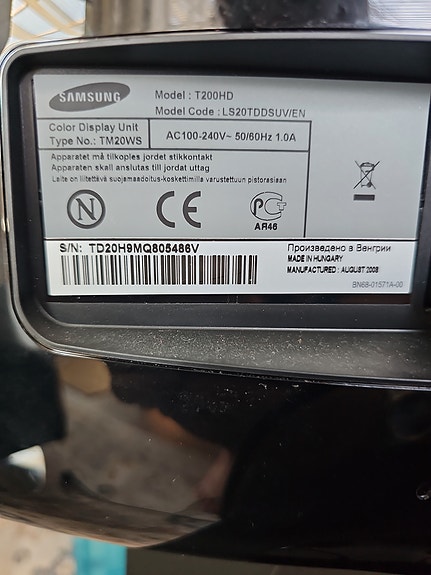 SAMSUNG
Model : T200HD
Model Code : LS20TDDSUV/EN
Color Display Unit
Type No.: TM20WS
AC100-240V~ 50/60Hz 1.0A
Apparatet må tilkoples jordet stikkontakt
Apparaten skall anslutas till jordat uttag
Laite on liitettävä suojamaadoitus-koskettimilla varustettuun pistorasiaan
N
CE
PCT
AR46
S/N: TD20H9MQ805486V
Произведено в Венгрии
MADE IN HUNGARY
MANUFACTURED : AUGUST 2008
BN68-01571A-00